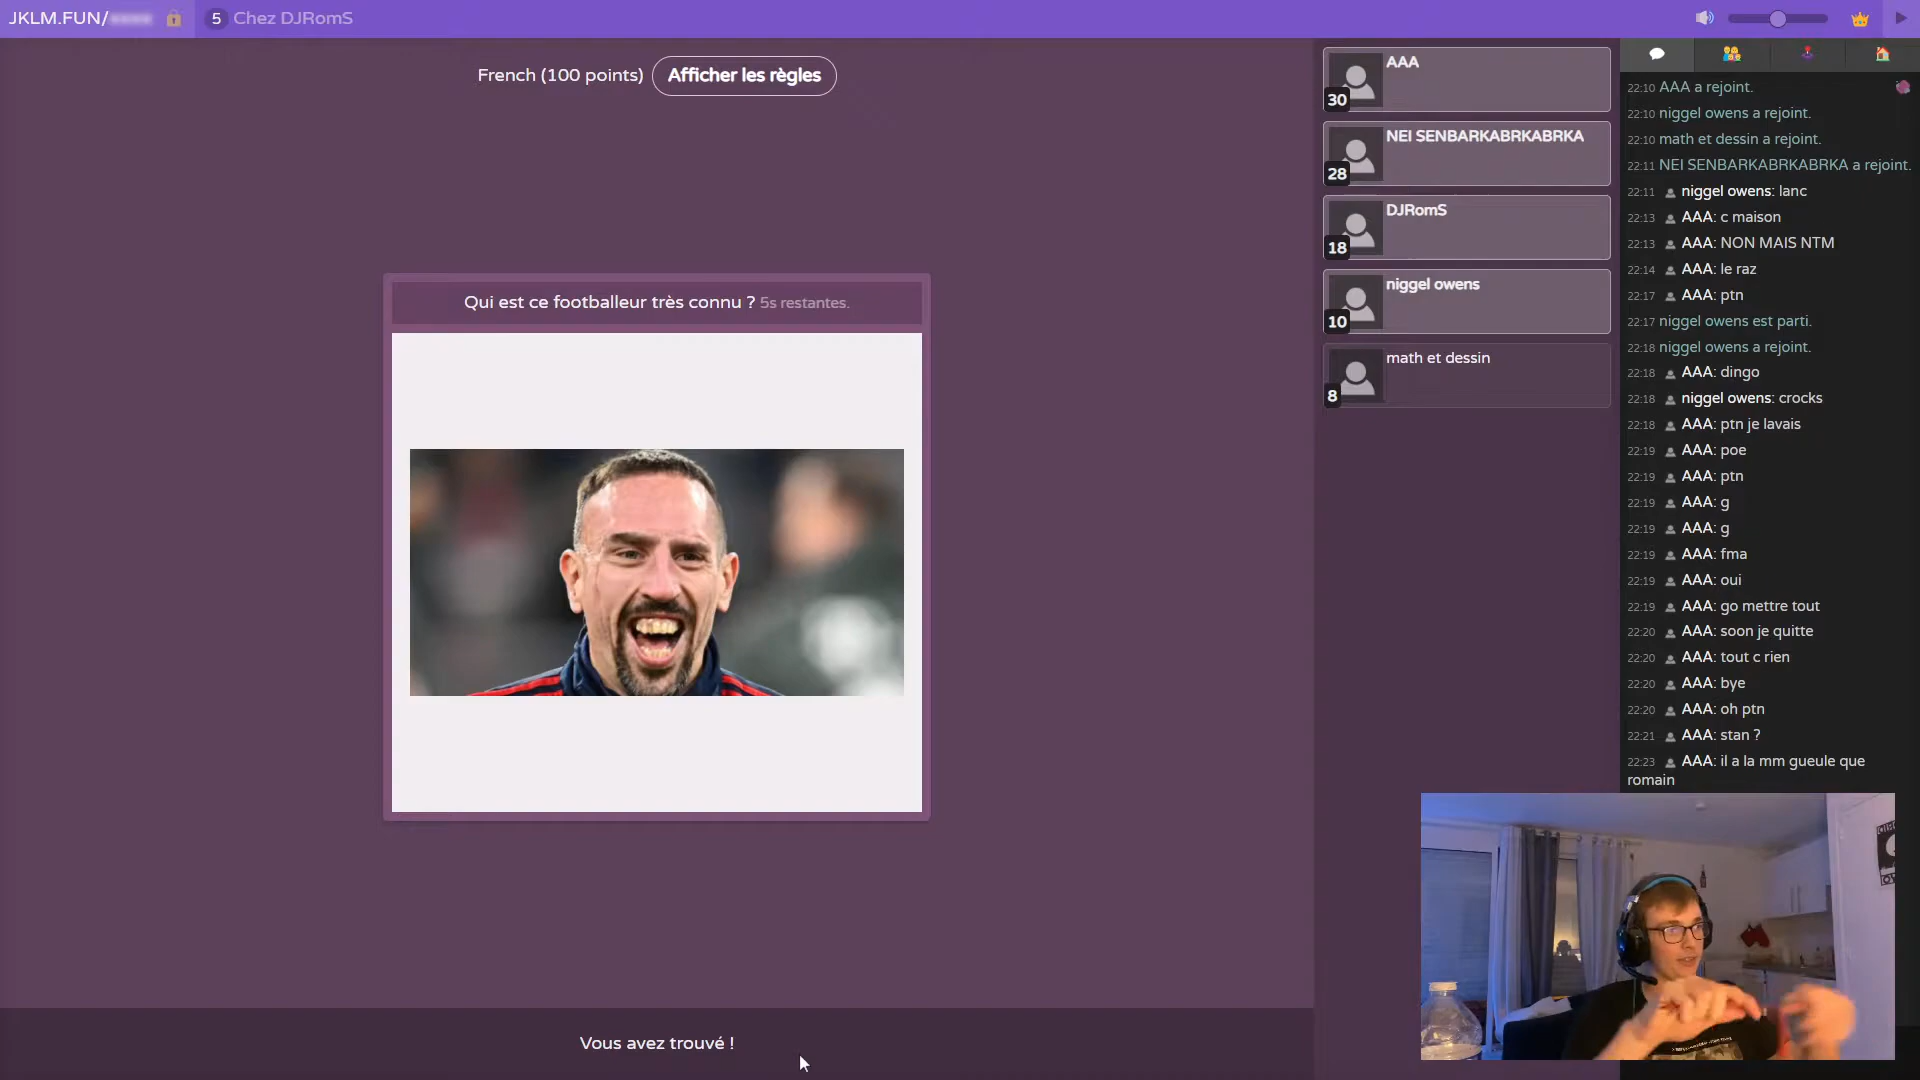 JKLM.FUN/
5 Chez DJRomS
French (100 points) Afficher les règles
Qui est ce footballeur très connu ? 5s restantes.
Vous avez trouvé !
AAA
30
NEI SENBARKABRKABRKA
28
DJRomS
18
niggel owens
10
math et dessin
8
22:10 AAA a rejoint.
22:10 niggel owens a rejoint.
22:10 math et dessin a rejoint.
22:11 NEI SENBARKABRKABRKA a rejoint.
22:11 niggel owens: lanc
22:13 AAA: c maison
22:13 AAA: NON MAIS NTM
22:14 AAA: le raz
22:17 AAA: ptn
22:17 niggel owens est parti.
22:18 niggel owens a rejoint.
22:18 AAA: dingo
22:18 niggel owens: crocks
22:18 AAA: ptn je lavais
22:19 AAA: poe
22:19 AAA: ptn
22:19 AAA: g
22:19 AAA: g
22:19 AAA: fma
22:19 AAA: oui
22:19 AAA: go mettre tout
22:20 AAA: soon je quitte
22:20 AAA: tout c rien
22:20 AAA: bye
22:20 AAA: oh ptn
22:21 AAA: stan ?
22:23 AAA: il a la mm gueule que
romain